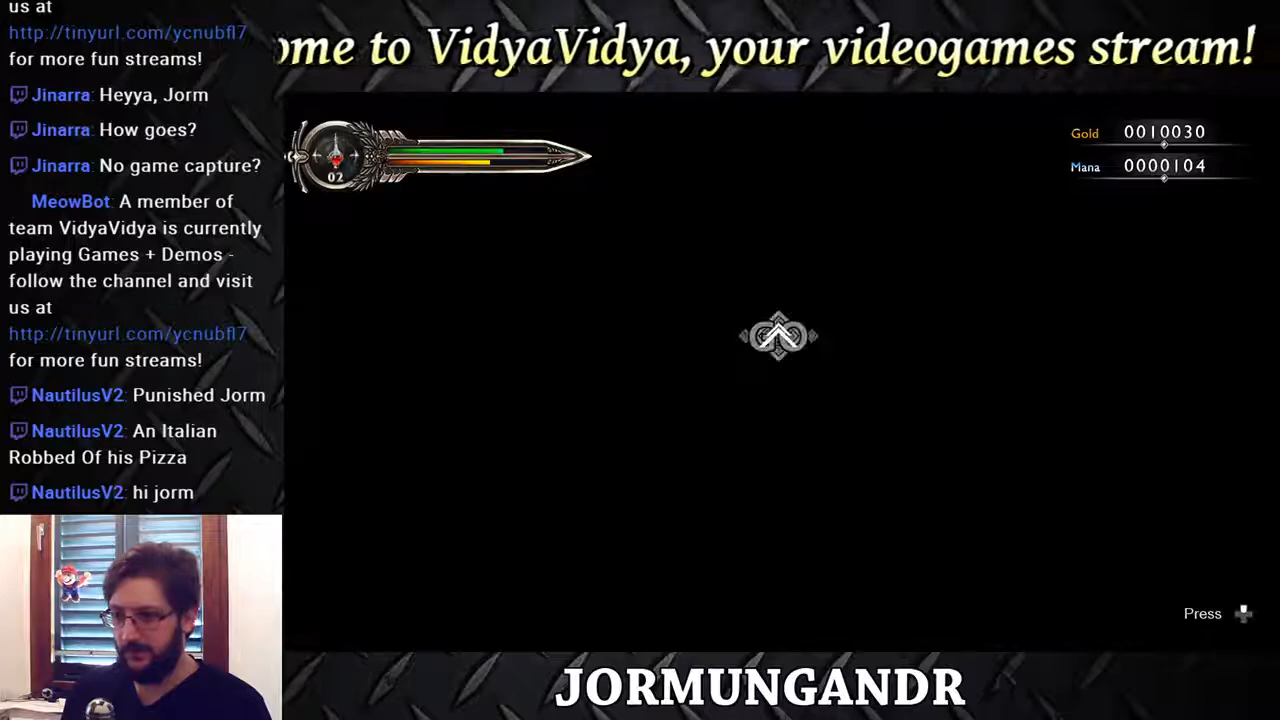 us at
http://tinyurl.com/ycnubfl7
for more fun streams!
Jinarra: Heyya, Jorm
Jinarra: How goes?
Jinarra: No game capture?
MeowBot: A member of
team VidyaVidya is currently
playing Games + Demos -
follow the channel and visit
us at
http://tinyurl.com/ycnubfl7
for more fun streams!
NautilusV2: Punished Jorm
NautilusV2: An Italian
Robbed Of his Pizza
NautilusV2: hi jorm
ome to VidyaVidya, your videogames stream!
02
Gold 0010030
Mana 0000104
Press
JORMUNGANDR